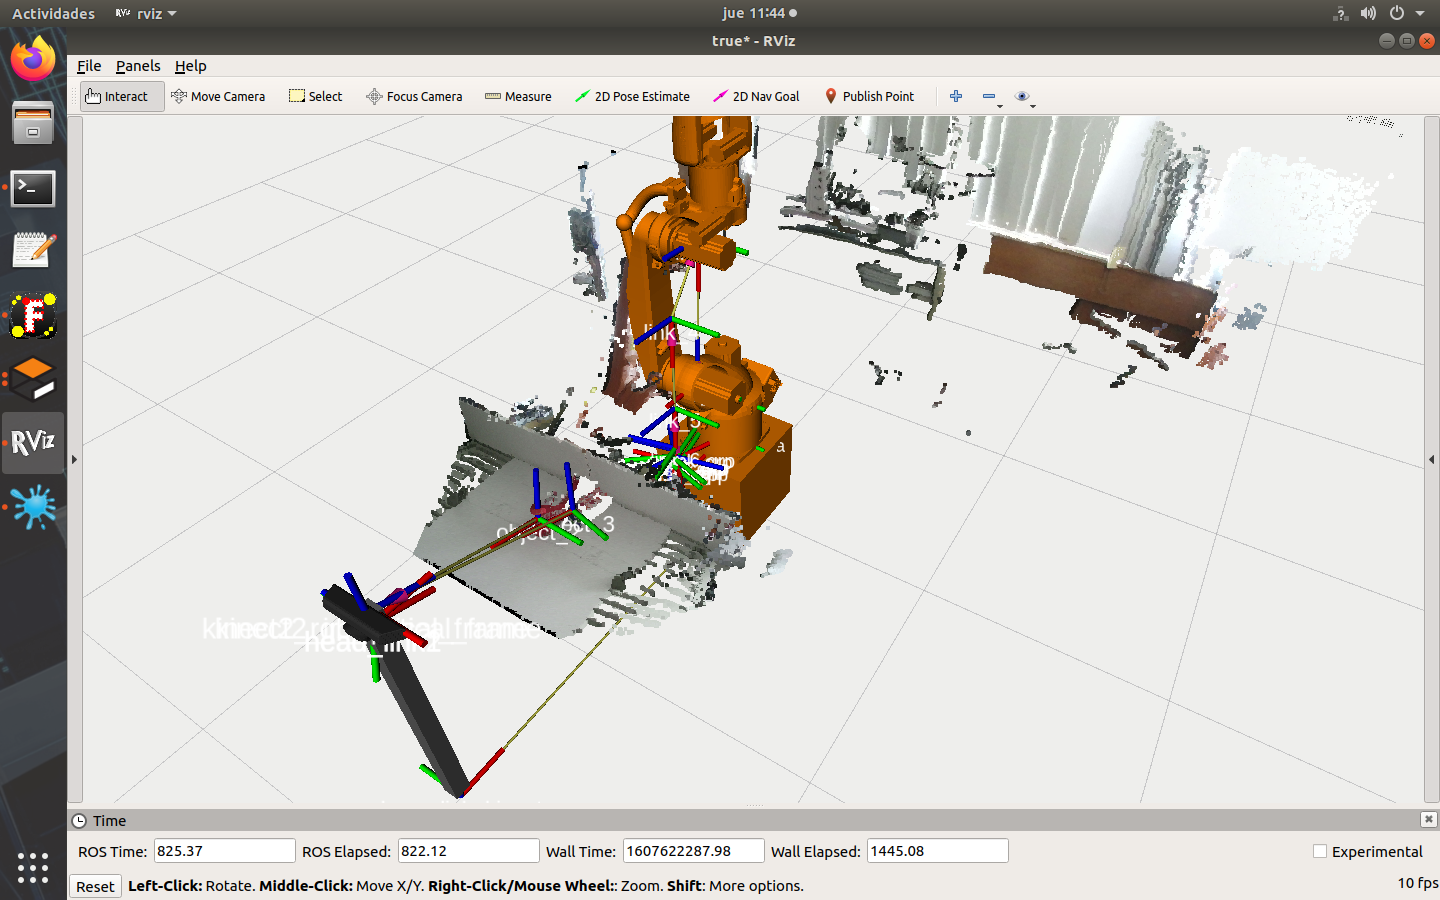 Actividades
rviz
jue 11:44
true* - RViz
File Panels Help
Interact Move Camera Select Focus Camera Measure 2D Pose Estimate 2D Nav Goal Publish Point
RViz
object_
3
Time
ROS Time: 825.37 ROS Elapsed: 822.12 Wall Time: 1607622287.98 Wall Elapsed: 1445.08 Experimental
Reset Left-Click: Rotate. Middle-Click: Move X/Y. Right-Click/Mouse Wheel:: Zoom. Shift: More options. 10 fps